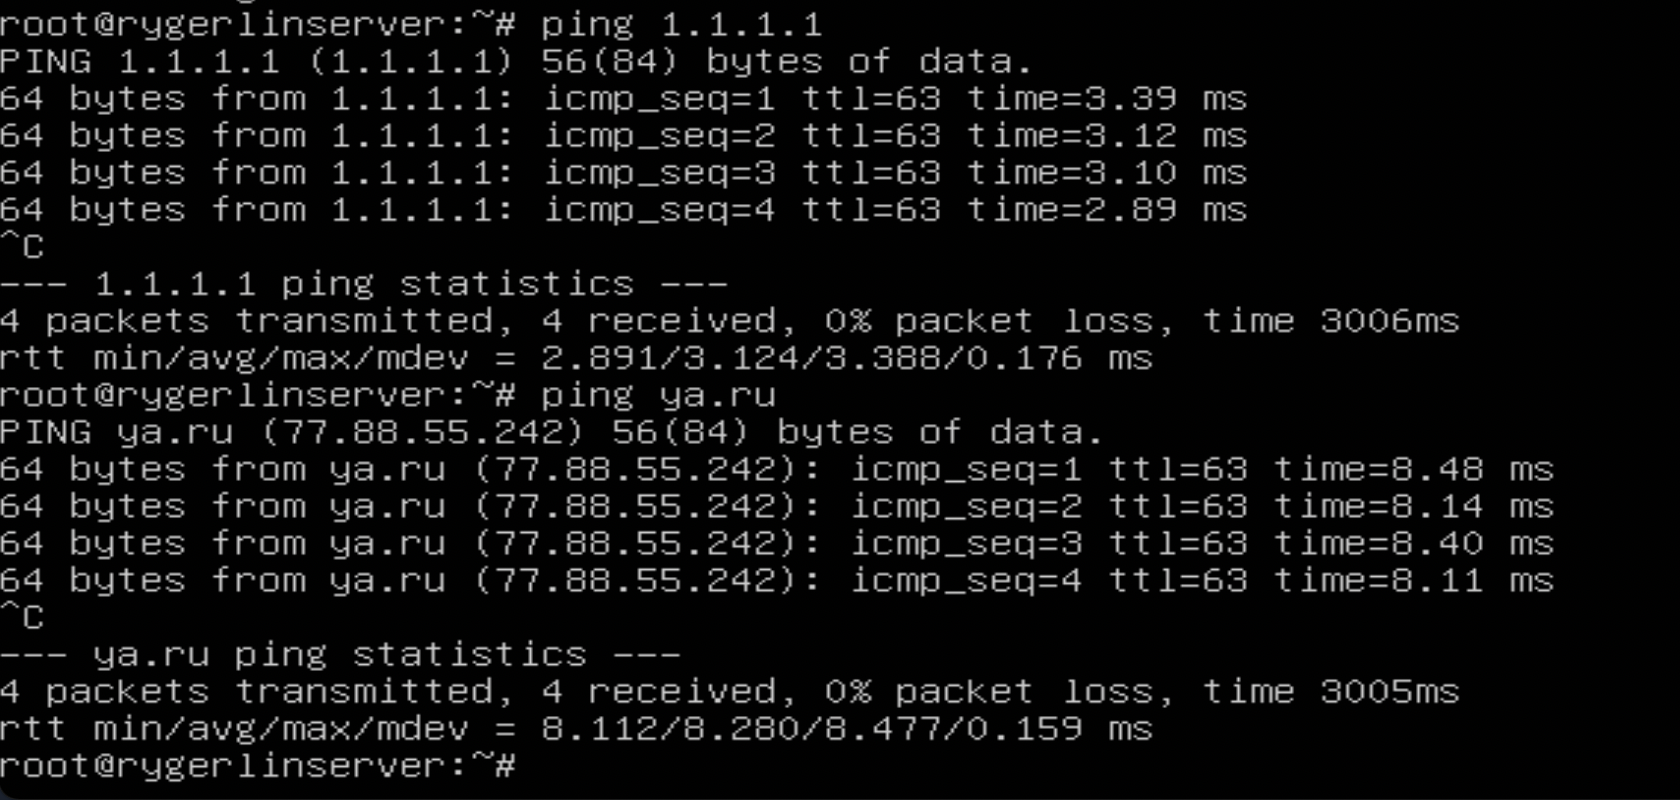 root@rygerlinserver:~# ping 1.1.1.1
PING 1.1.1.1 (1.1.1.1) 56(84) bytes of data.
64 bytes from 1.1.1.1: icmp_seq=1 ttl=63 time=3.39 ms
64 bytes from 1.1.1.1: icmp_seq=2 ttl=63 time=3.12 ms
64 bytes from 1.1.1.1: icmp_seq=3 ttl=63 time=3.10 ms
64 bytes from 1.1.1.1: icmp_seq=4 ttl=63 time=2.89 ms
^C
--- 1.1.1.1 ping statistics ---
4 packets transmitted, 4 received, 0% packet loss, time 3006ms
rtt min/avg/max/mdev = 2.891/3.124/3.388/0.176 ms
root@rygerlinserver:~# ping ya.ru
PING ya.ru (77.88.55.242) 56(84) bytes of data.
64 bytes from ya.ru (77.88.55.242): icmp_seq=1 ttl=63 time=8.48 ms
64 bytes from ya.ru (77.88.55.242): icmp_seq=2 ttl=63 time=8.14 ms
64 bytes from ya.ru (77.88.55.242): icmp_seq=3 ttl=63 time=8.40 ms
64 bytes from ya.ru (77.88.55.242): icmp_seq=4 ttl=63 time=8.11 ms
^C
--- ya.ru ping statistics ---
4 packets transmitted, 4 received, 0% packet loss, time 3005ms
rtt min/avg/max/mdev = 8.112/8.280/8.477/0.159 ms
root@rygerlinserver:~#